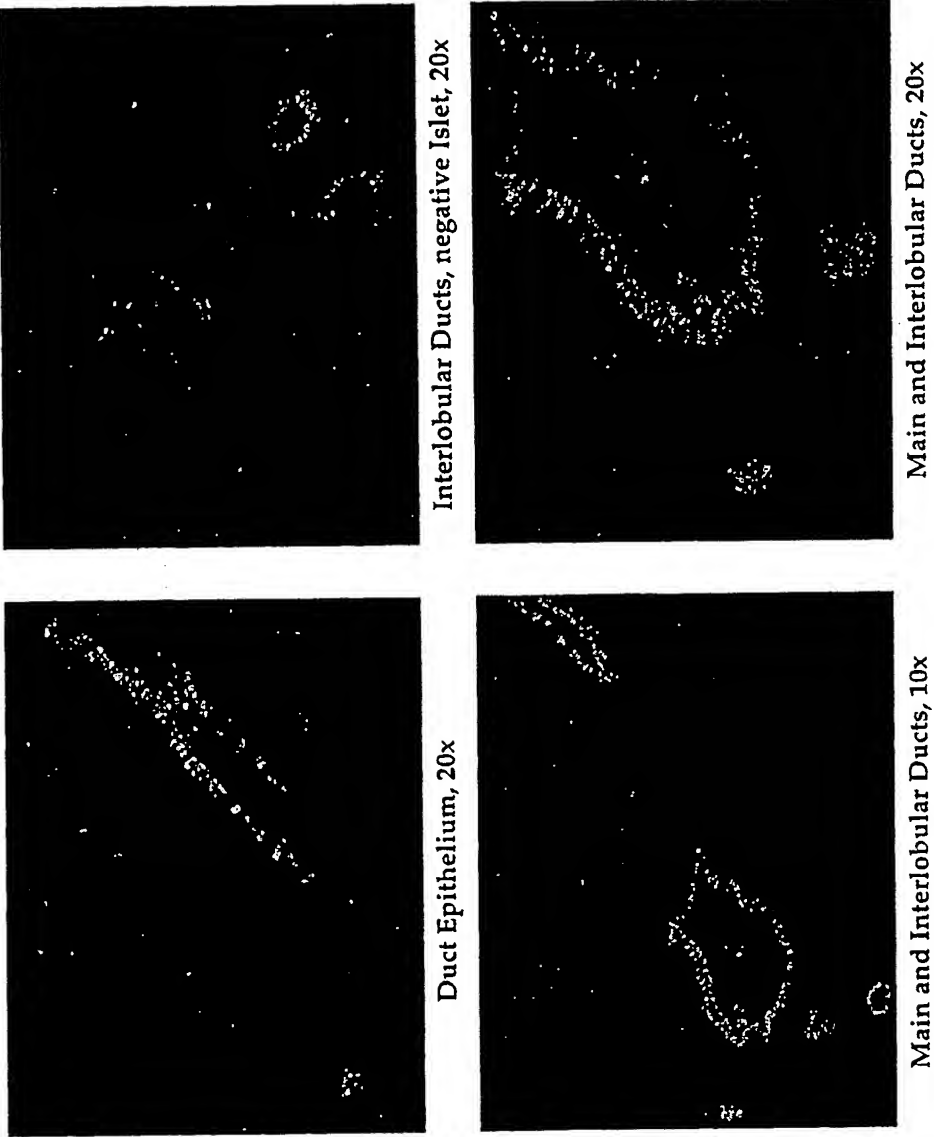 Duct Epithelium, 20x
Interlobular Ducts, negative Islet, 20x
Main and Interlobular Ducts, 10x
Main and Interlobular Ducts, 20x